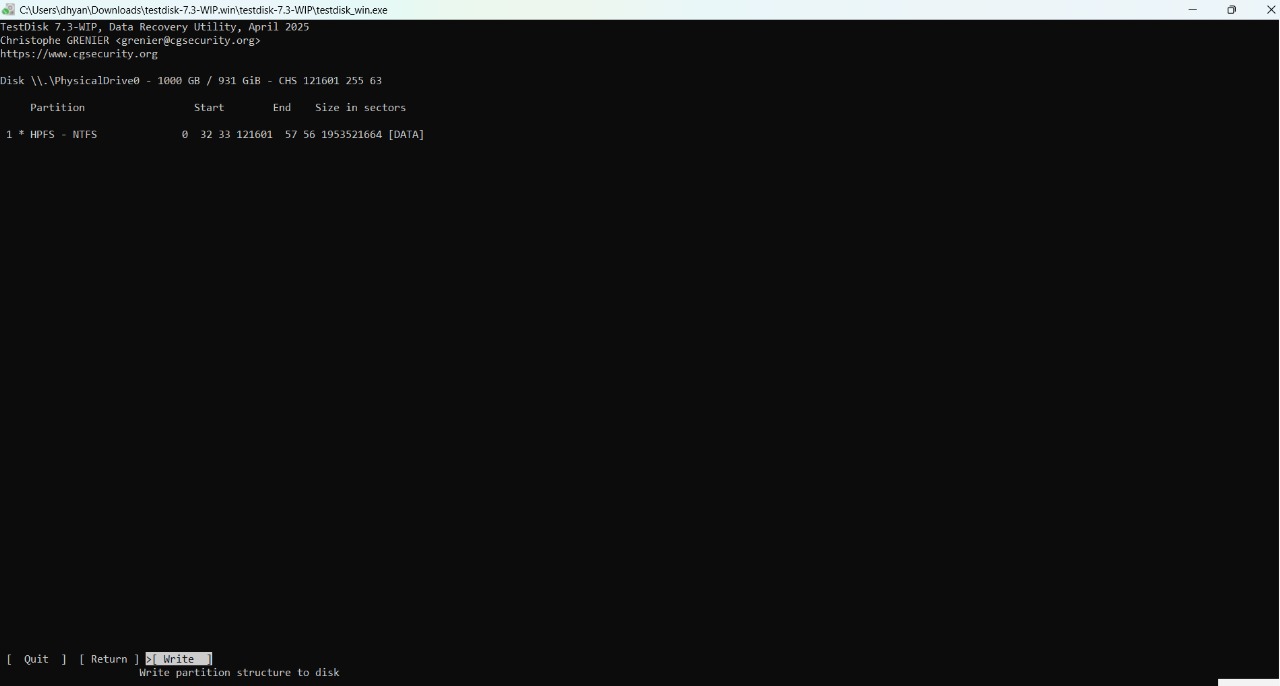 C:\Users\dhyan\Downloads\testdisk-7.3-WIP.win\testdisk-7.3-WIP\testdisk_win.exe
TestDisk 7.3-WIP, Data Recovery Utility, April 2025
Christophe GRENIER <grenier@cgsecurity.org>
https://www.cgsecurity.org
Disk \\.\PhysicalDrive0 - 1000 GB / 931 GiB - CHS 121601 255 63
Partition Start End Size in sectors
1 * HPFS - NTFS 0 32 33 121601 57 56 1953521664 [DATA]
[ Quit ] [ Return ] >[ Write ]
Write partition structure to disk